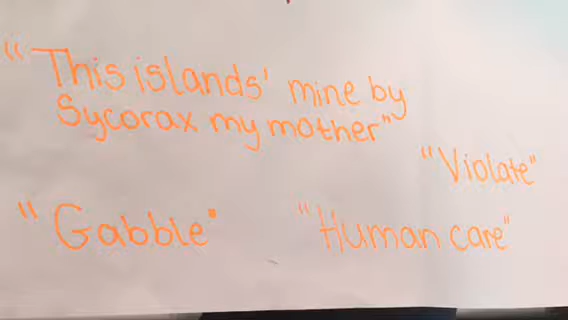 "This islands' mine by
Sycorax my mother"
"Violate"
"Gabble"
"Human care"